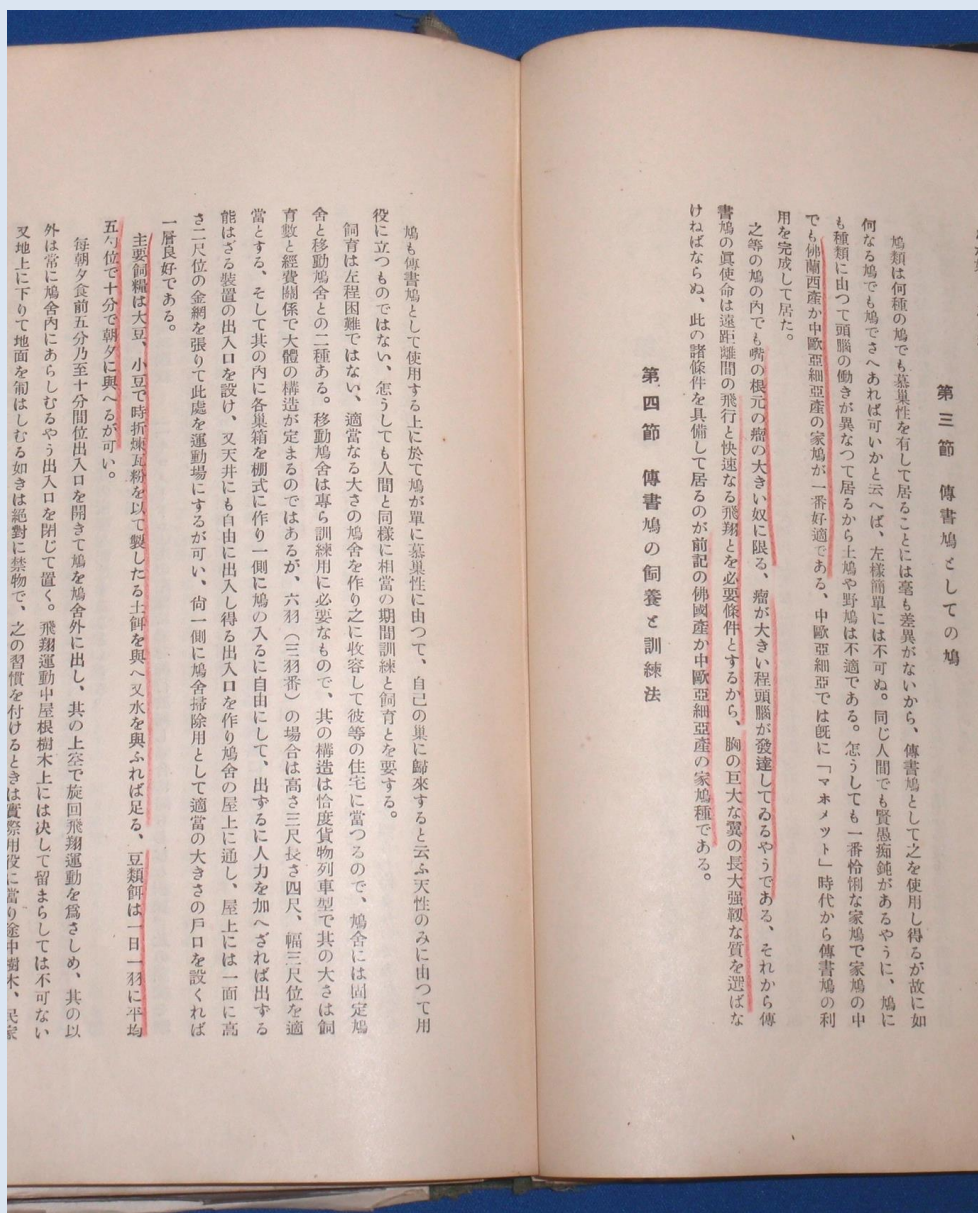 第三節　傳書鳩としての鳩
鳩類は何種の鳩でも慕巢性を有して居ることには毫も差異がないから、傳書鳩として之を使用し得るが故に如
何なる鳩でも鳩でさへあれば可いかと云へば、左樣簡單には不可ぬ。同じ人間でも賢愚痴鈍があるやうに、鳩に
も種類に由つて頭腦の働きが異なつて居るから土鳩や野鳩は不適である。怎うしても一番怜悧な家鳩で家鳩の中
でも佛蘭西產か中歐亞細亞產の家鳩が一番好適である、中歐亞細亞では旣に「マホメツト」時代から傳書鳩の利
用を完成して居た。
之等の鳩の內でも嘴の根元の瘤の大きい奴に限る、瘤が大きい程頭腦が發達してゐるやうである、それから傳
書鳩の眞使命は遠距離間の飛行と快速なる飛翔とを必要條件とするから、胸の巨大な翼の長大强靱な質を選ばな
けねばならぬ、此の諸條件を具備して居るのが前記の佛國產か中歐亞細亞產の家鳩種である。
第四節　傳書鳩の飼養と訓練法
鳩も傳書鳩として使用する上に於て鳩が單に慕巢性に由つて、自己の巢に歸來すると云ふ天性のみに由つて用
役に立つものではない、怎うしても人間と同樣に相當の期間訓練と飼育とを要する。
飼育は左程困難ではない、適當なる大さの鳩舍を作り之に收容して彼等の住宅に當つるので、鳩舍には固定鳩
舍と移動鳩舍との二種ある。移動鳩舍は專ら訓練用に必要なもので、其の構造は恰度貨物列車型で其の大さは飼
育數と經費關係で大體の構造が定まるのではあるが、六羽（三羽番）の場合は高さ三尺長さ四尺、幅三尺位を適
當とする、そして其の內に各巢箱を棚式に作り一側に鳩の入るに自由にして、出ずるに人力を加へざれば出ずる
能はざる裝置の出入口を設け、又天井にも自由に出入し得る出入口を作り鳩舍の屋上に通し、屋上には一面に高
さ二尺位の金網を張りて此處を運動場にするが可い、尙一側に鳩舍掃除用として適當の大きさの戶口を設くれば
一層良好である。
主要飼糧は大豆、小豆で時折煉瓦粉を以て製したる土餌を與へ又水を與ふれば足る、豆類餌は一日一羽に平均
五勺位で十分で朝夕に與へるが可い。
每朝夕食前五分乃至十分間位出入口を開きて鳩を鳩舍外に出し、其の上空で旋回飛翔運動を爲さしめ、其の以
外は常に鳩舍內にあらしむるやう出入口を閉じて置く。飛翔運動中屋根樹木上には決して留まらしては不可ない
又地上に下りて地面を匍はしむる如きは絕對に禁物で、之の習慣を付けるときは實際用役に當り途中樹木、民家